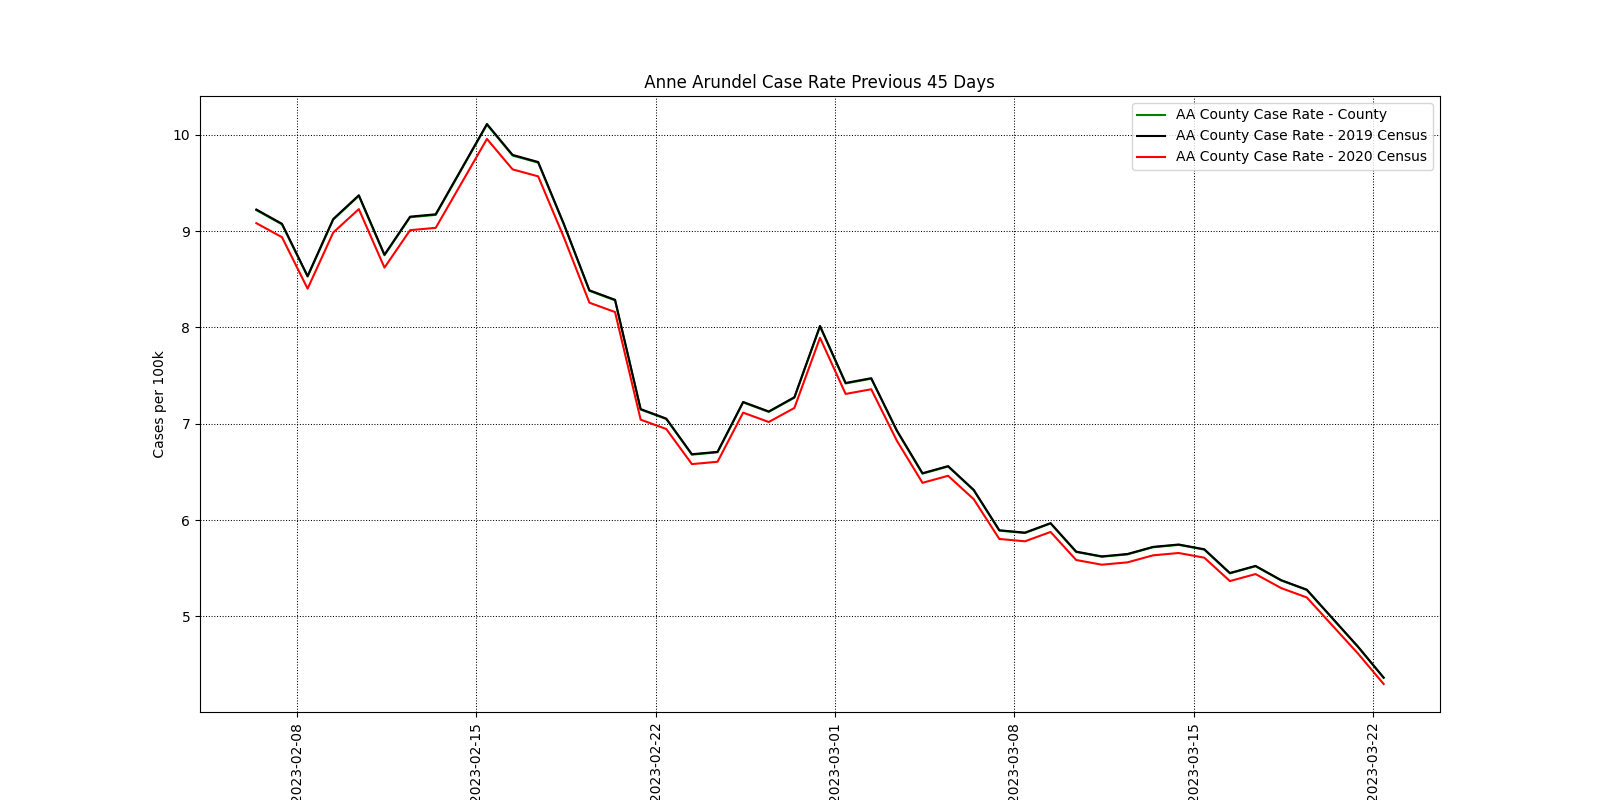 Anne Arundel Case Rate Previous 45 Days
AA County Case Rate - County
AA County Case Rate - 2019 Census
AA County Case Rate - 2020 Census
Cases per 100k
10
9
8
7
6
5
2023-02-08
2023-02-15
2023-02-22
2023-03-01
2023-03-08
2023-03-15
2023-03-22